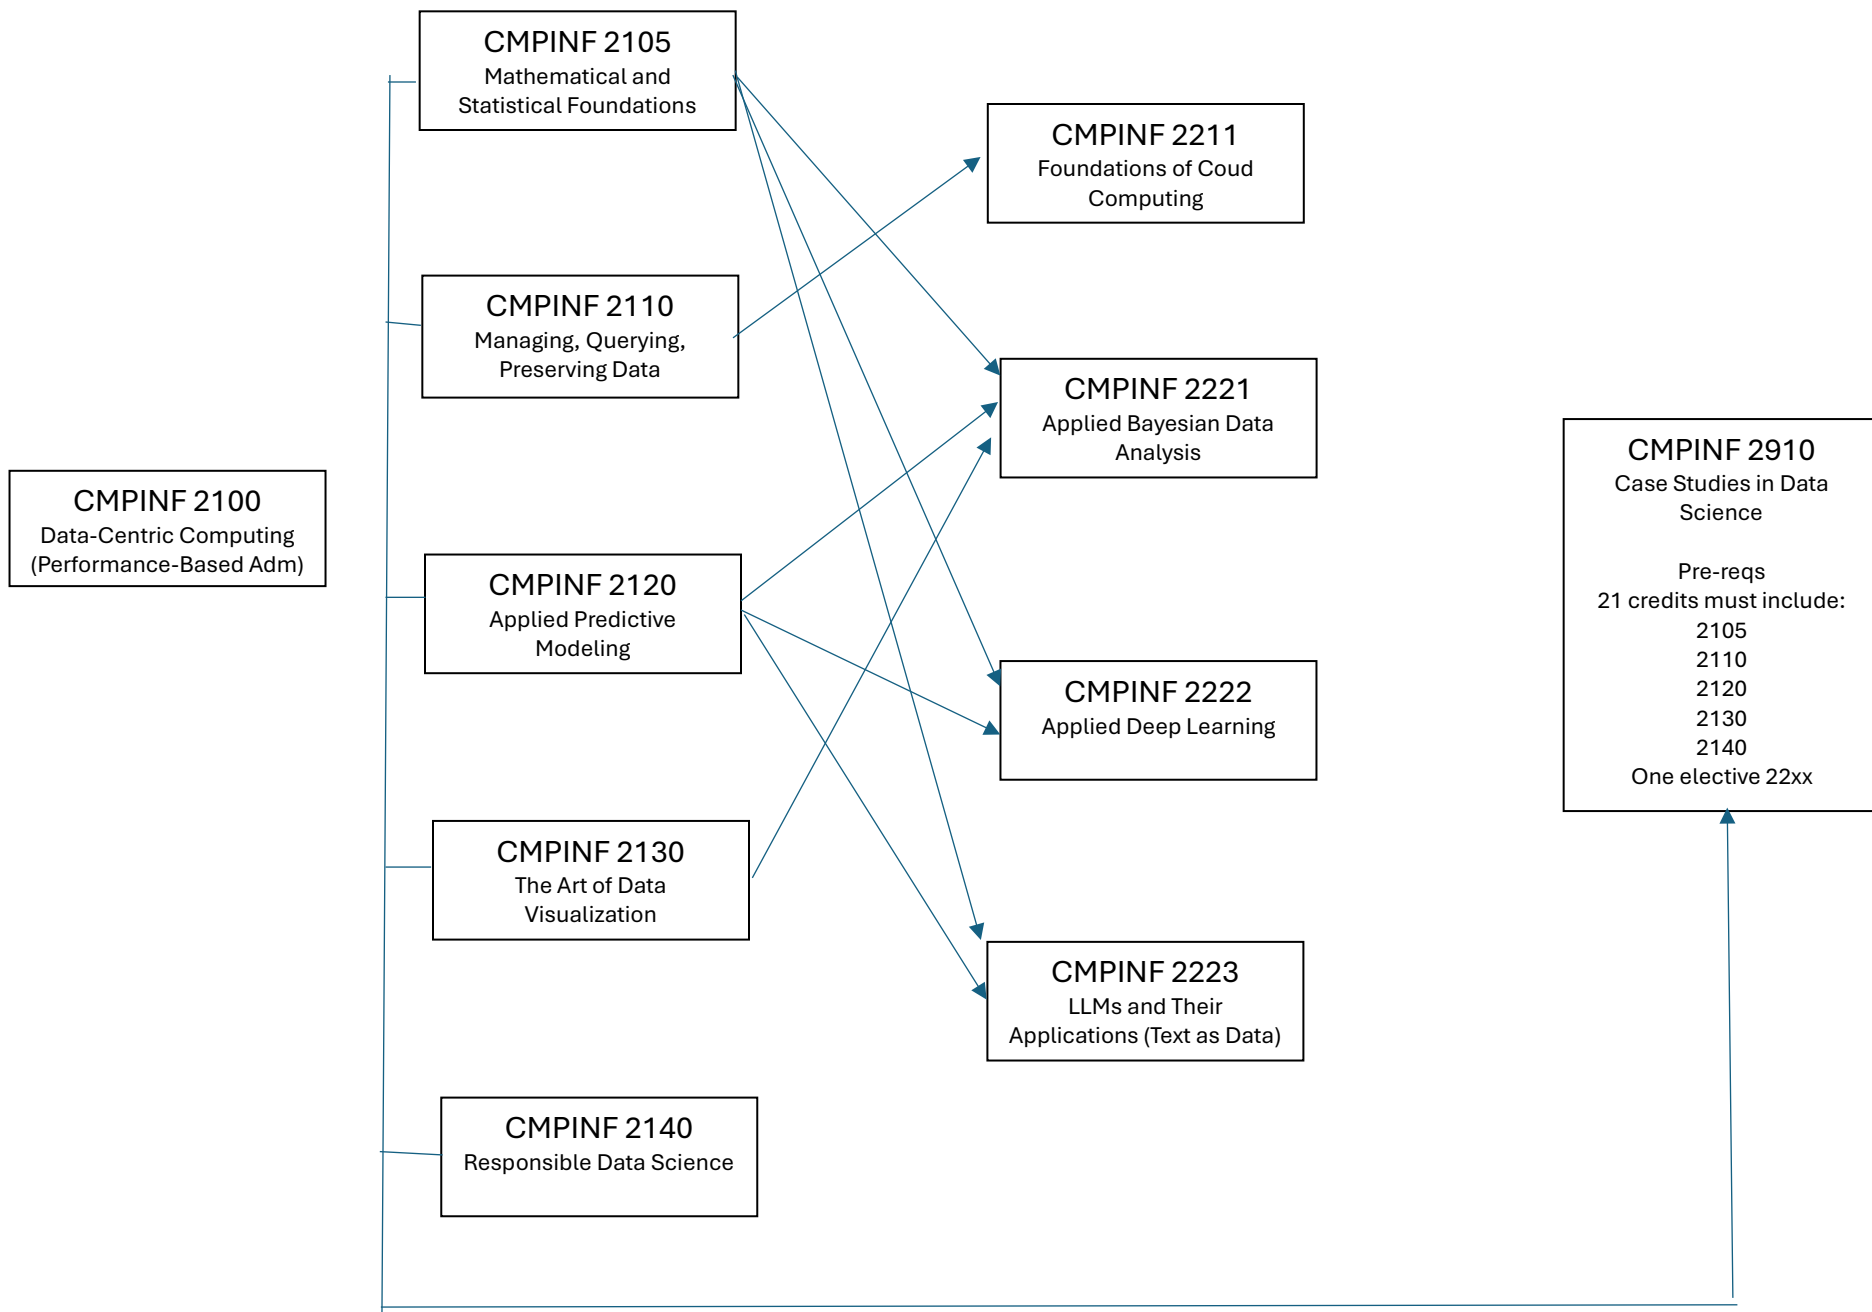 CMPINF 2100
Data-Centric Computing
(Performance-Based Adm)
CMPINF 2105
Mathematical and
Statistical Foundations
CMPINF 2110
Managing, Querying,
Preserving Data
CMPINF 2120
Applied Predictive
Modeling
CMPINF 2130
The Art of Data
Visualization
CMPINF 2140
Responsible Data Science
CMPINF 2211
Foundations of Coud
Computing
CMPINF 2221
Applied Bayesian Data
Analysis
CMPINF 2222
Applied Deep Learning
CMPINF 2223
LLMs and Their
Applications (Text as Data)
CMPINF 2910
Case Studies in Data
Science
Pre-reqs
21 credits must include:
2105
2110
2120
2130
2140
One elective 22xx